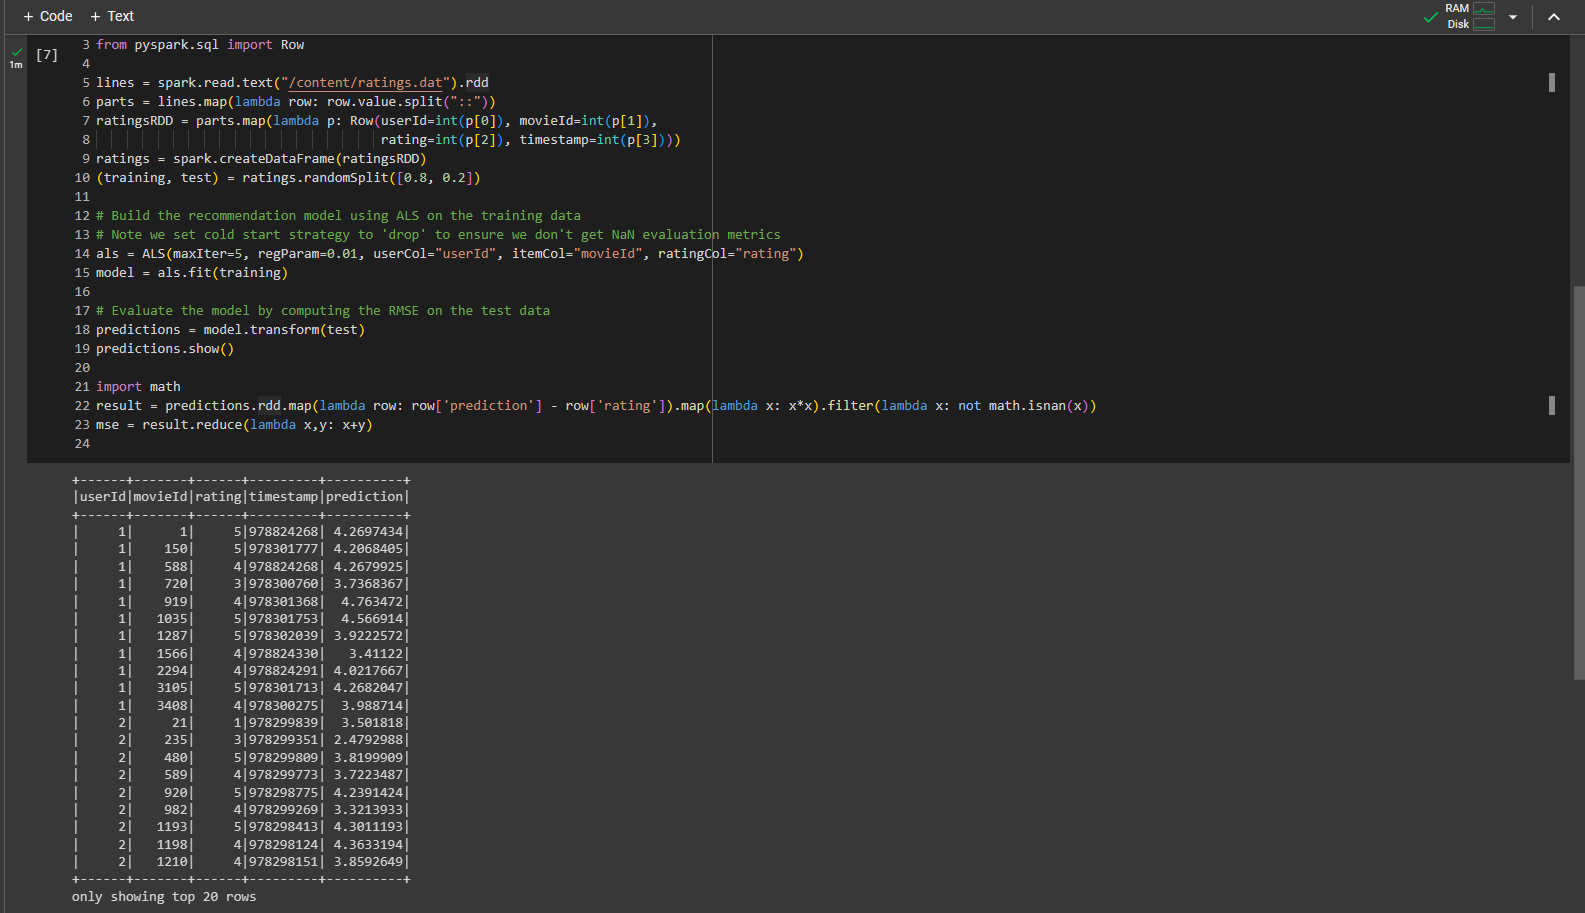 + Code + Text
RAM
Disk
1m
[7]
3 from pyspark.sql import Row
4
5 lines = spark.read.text("/content/ratings.dat").rdd
6 parts = lines.map(lambda row: row.value.split("::"))
7 ratingsRDD = parts.map(lambda p: Row(userId=int(p[0]), movieId=int(p[1]),
8                                      rating=int(p[2]), timestamp=int(p[3])))
9 ratings = spark.createDataFrame(ratingsRDD)
10 (training, test) = ratings.randomSplit([0.8, 0.2])
11
12 # Build the recommendation model using ALS on the training data
13 # Note we set cold start strategy to 'drop' to ensure we don't get NaN evaluation metrics
14 als = ALS(maxIter=5, regParam=0.01, userCol="userId", itemCol="movieId", ratingCol="rating")
15 model = als.fit(training)
16
17 # Evaluate the model by computing the RMSE on the test data
18 predictions = model.transform(test)
19 predictions.show()
20
21 import math
22 result = predictions.rdd.map(lambda row: row['prediction'] - row['rating']).map(lambda x: x*x).filter(lambda x: not math.isnan(x))
23 mse = result.reduce(lambda x,y: x+y)
24
+------+-------+------+---------+----------+
|userId|movieId|rating|timestamp|prediction|
+------+-------+------+---------+----------+
|     1|      1|     5|978824268| 4.2697434|
|     1|    150|     5|978301777| 4.2068405|
|     1|    588|     4|978824268| 4.2679925|
|     1|    720|     3|978300760| 3.7368367|
|     1|    919|     4|978301368|  4.763472|
|     1|   1035|     5|978301753|  4.566914|
|     1|   1287|     5|978302039| 3.9222572|
|     1|   1566|     4|978824330|   3.41122|
|     1|   2294|     4|978824291| 4.0217667|
|     1|   3105|     5|978301713| 4.2682047|
|     1|   3408|     4|978300275|  3.988714|
|     2|     21|     1|978299839|  3.501818|
|     2|    235|     3|978299351| 2.4792988|
|     2|    480|     5|978299809| 3.8199909|
|     2|    589|     4|978299773| 3.7223487|
|     2|    920|     5|978298775| 4.2391424|
|     2|    982|     4|978299269| 3.3213933|
|     2|   1193|     5|978298413| 4.3011193|
|     2|   1198|     4|978298124| 4.3633194|
|     2|   1210|     4|978298151| 3.8592649|
+------+-------+------+---------+----------+
only showing top 20 rows